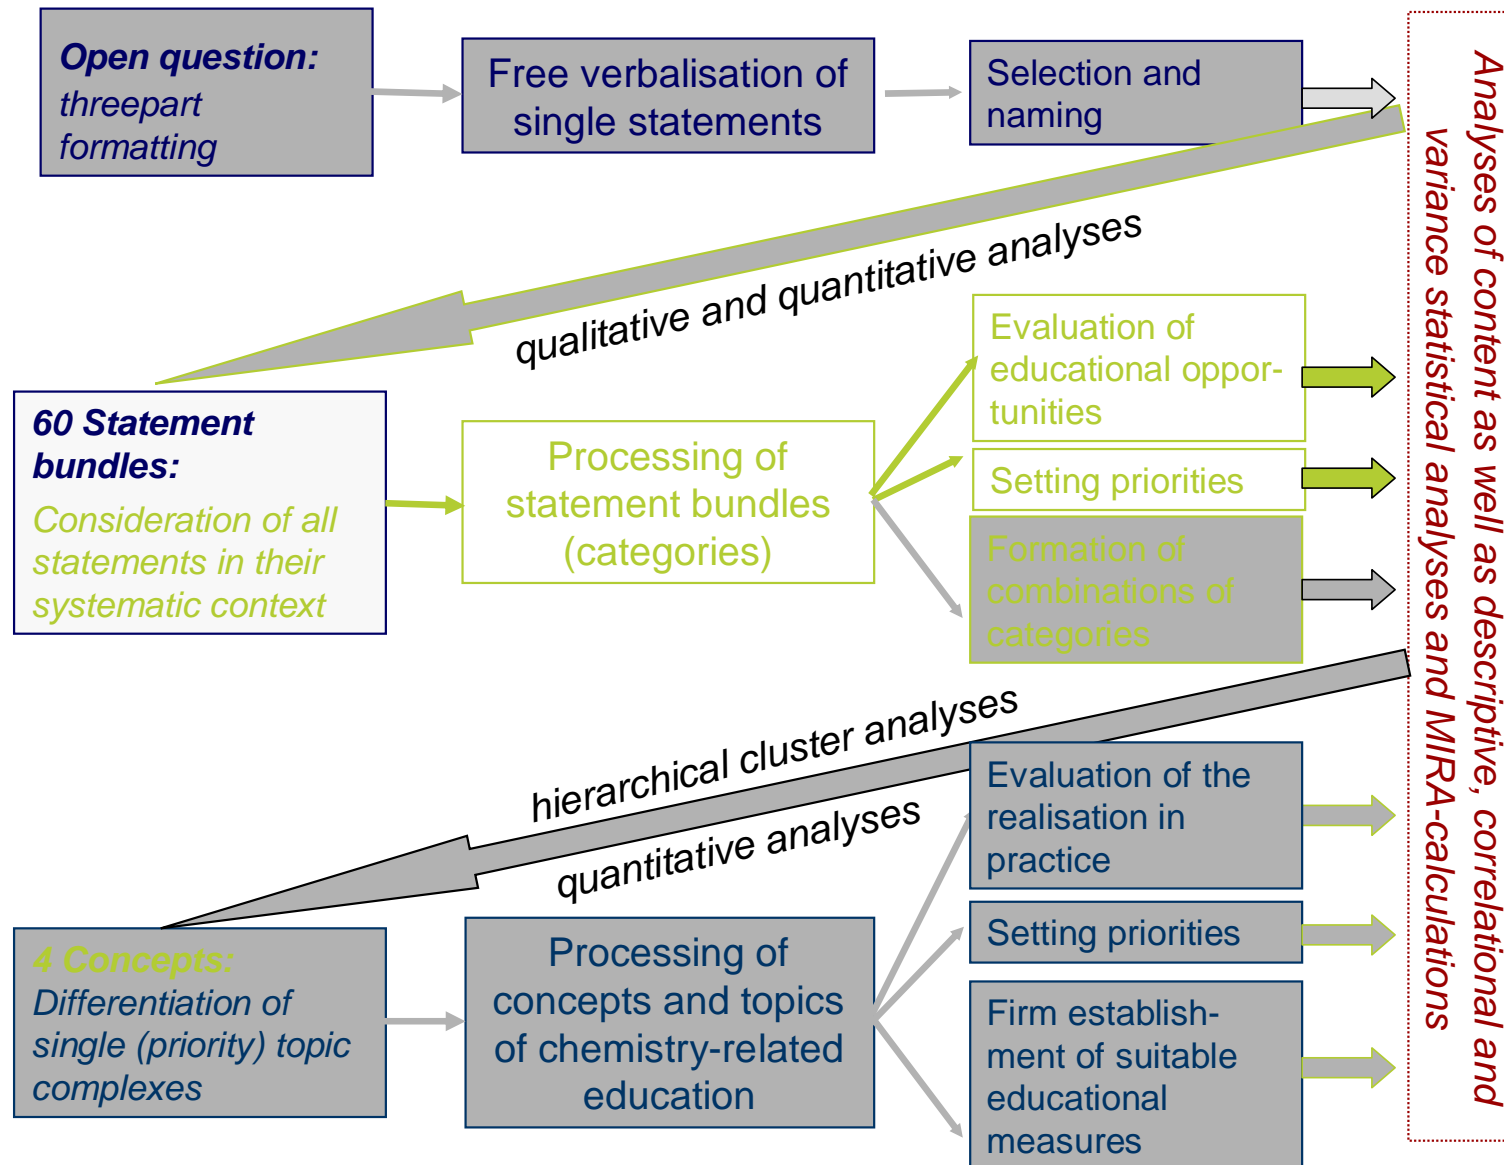 Open question:
threepart
formatting
Free verbalisation of
single statements
Selection and
naming
qualitative and quantitative analyses
60 Statement
bundles:
Consideration of all
statements in their
systematic context
Processing of
statement bundles
(categories)
Evaluation of
educational oppor-
tunities
Setting priorities
Formation of
combinations of
categories
hierarchical cluster analyses
quantitative analyses
4 Concepts:
Differentiation of
single (priority) topic
complexes
Processing of
concepts and topics
of chemistry-related
education
Evaluation of the
realisation in
practice
Setting priorities
Firm establish-
ment of suitable
educational
measures
Analyses of content as well as descriptive, correlational and
variance statistical analyses and MIRA-calculations